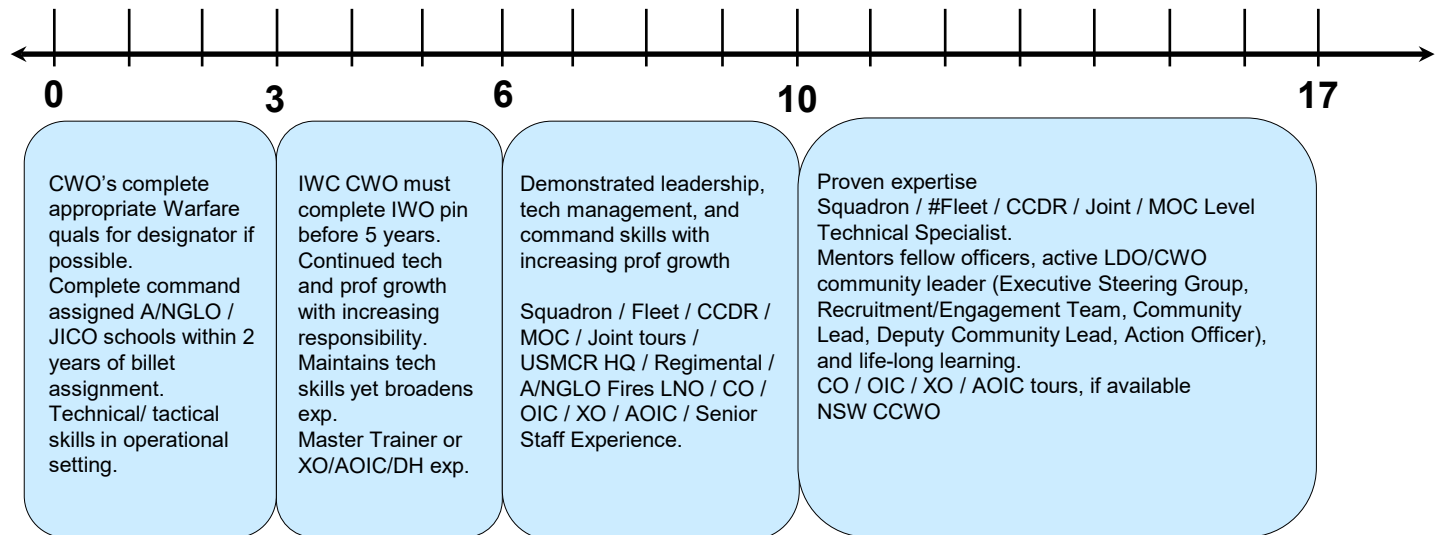 0
3
6
10
17
CWO's complete
appropriate Warfare
quals for designator if
possible.
Complete command
assigned A/NGLO /
JICO schools within 2
years of billet
assignment.
Technical/ tactical
skills in operational
setting.
IWC CWO must
complete IWO pin
before 5 years.
Continued tech
and prof growth
with increasing
responsibility.
Maintains tech
skills yet broadens
exp.
Master Trainer or
XO/AOIC/DH exp.
Demonstrated leadership,
tech management, and
command skills with
increasing prof growth
Squadron / Fleet / CCDR /
MOC / Joint tours /
USMCR HQ / Regimental /
A/NGLO Fires LNO / CO /
OIC / XO / AOIC / Senior
Staff Experience.
Proven expertise
Squadron / #Fleet / CCDR / Joint / MOC Level
Technical Specialist.
Mentors fellow officers, active LDO/CWO
community leader (Executive Steering Group,
Recruitment/Engagement Team, Community
Lead, Deputy Community Lead, Action Officer),
and life-long learning.
CO / OIC / XO / AOIC tours, if available
NSW CCWO